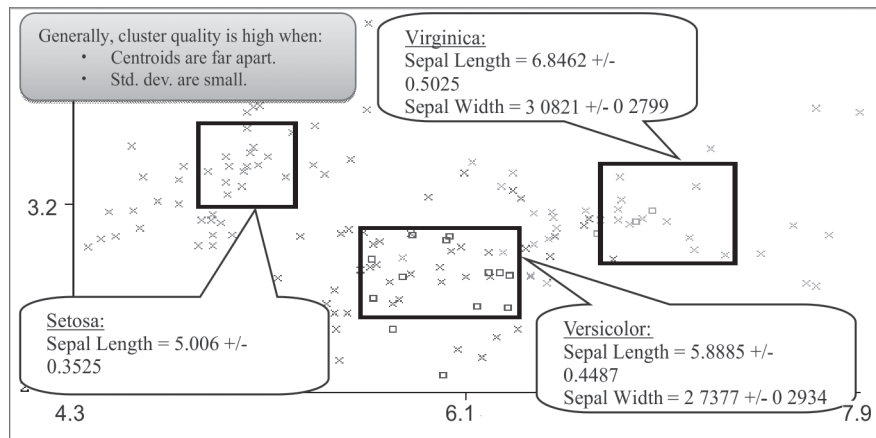 Generally, cluster quality is high when:
• Centroids are far apart.
• Std. dev. are small.
Virginica:
Sepal Length = 6.8462 +/-
0.5025
Sepal Width = 3 0821 +/- 0 2799
3.2
Setosa:
Sepal Length = 5.006 +/-
0.3525
Versicolor:
Sepal Length = 5.8885 +/-
0.4487
Sepal Width = 2 7377 +/- 0 2934
4.3
6.1
7.9